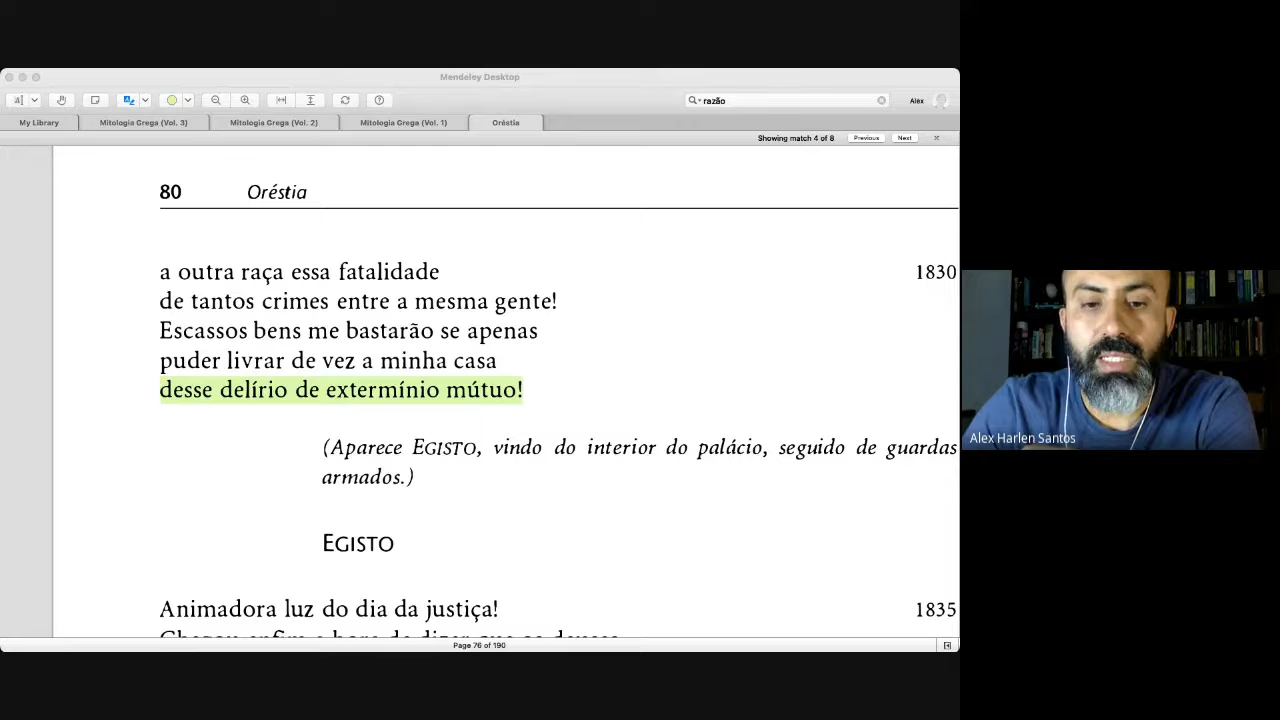 Mendeley Desktop
razão
Alex
My Library
Mitologia Grega (Vol. 3)
Mitologia Grega (Vol. 2)
Mitologia Grega (Vol. 1)
Oréstia
Showing match 4 of 8
Previous
Next
80 Oréstia
a outra raça essa fatalidade 1830
de tantos crimes entre a mesma gente!
Escassos bens me bastarão se apenas
puder livrar de vez a minha casa
desse delírio de extermínio mútuo!
(Aparece EGISTO, vindo do interior do palácio, seguido de guardas
armados.)
EGISTO
Animadora luz do dia da justiça! 1835
Page 76 of 190
Alex Harlen Santos